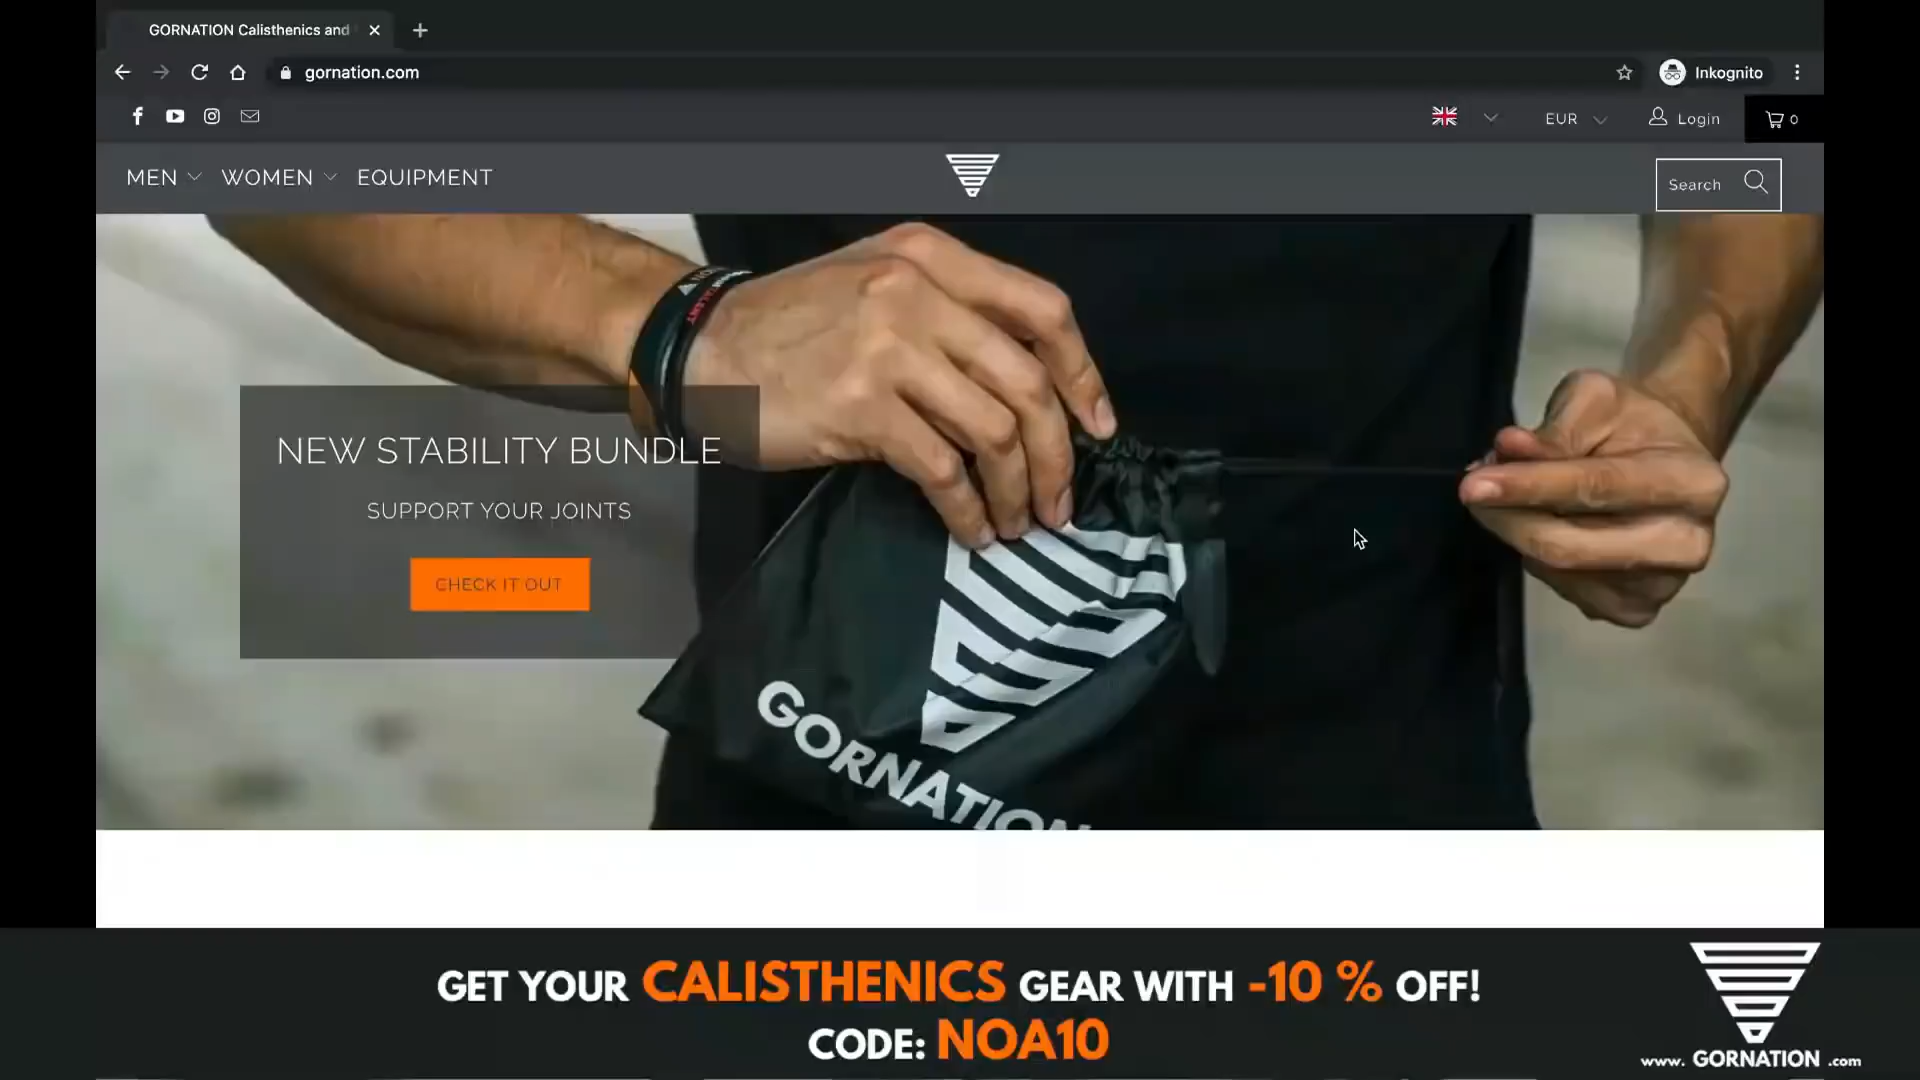 GORNATION Calisthenics and
gornation.com
Inkognito
EUR
Login
0
MEN
WOMEN
EQUIPMENT
Search
NEW STABILITY BUNDLE
SUPPORT YOUR JOINTS
CHECK IT OUT
GORNATION
GET YOUR CALISTHENICS GEAR WITH -10 % OFF!
CODE: NOA10
www. GORNATION .com